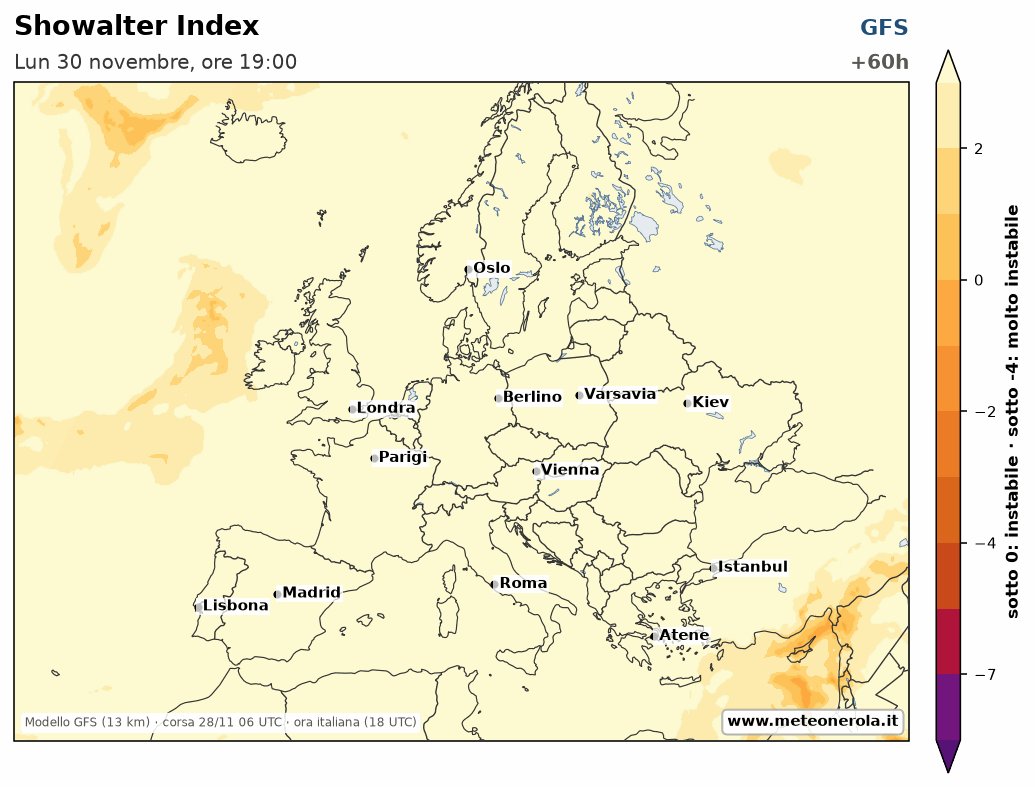 Showalter Index
GFS
Lun 30 novembre, ore 19:00
+60h
Oslo
Berlino
Varsavia
Kiev
Londra
Parigi
Vienna
Istanbul
Roma
Madrid
Lisbona
Atene
Modello GFS (13 km) · corsa 28/11 06 UTC · ora italiana (18 UTC)
www.meteonerola.it
2
0
−2
−4
−7
sotto 0: instabile · sotto -4: molto instabile